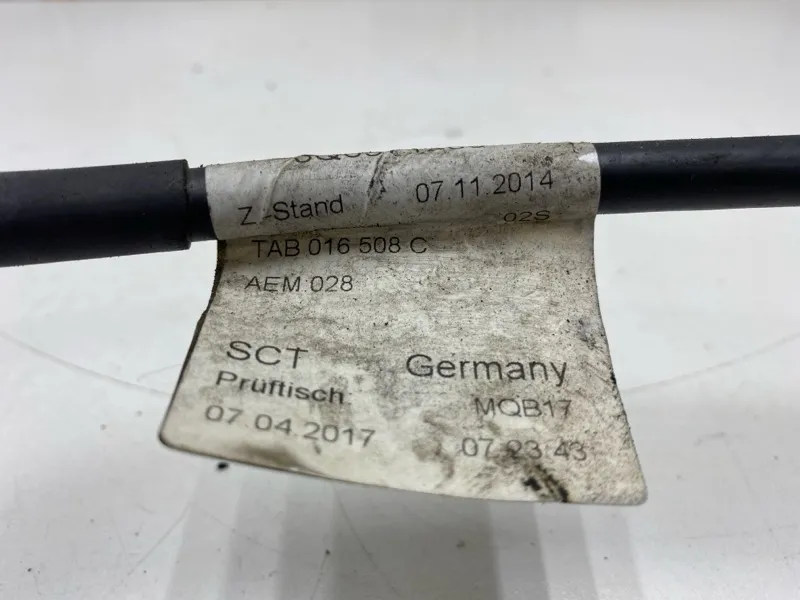 Z.-Stand 07.11.2014
02S
TAB 016 508 C
AEM 028
SCT Germany
Prüftisch: MQB17
07.04.2017 07:23:43